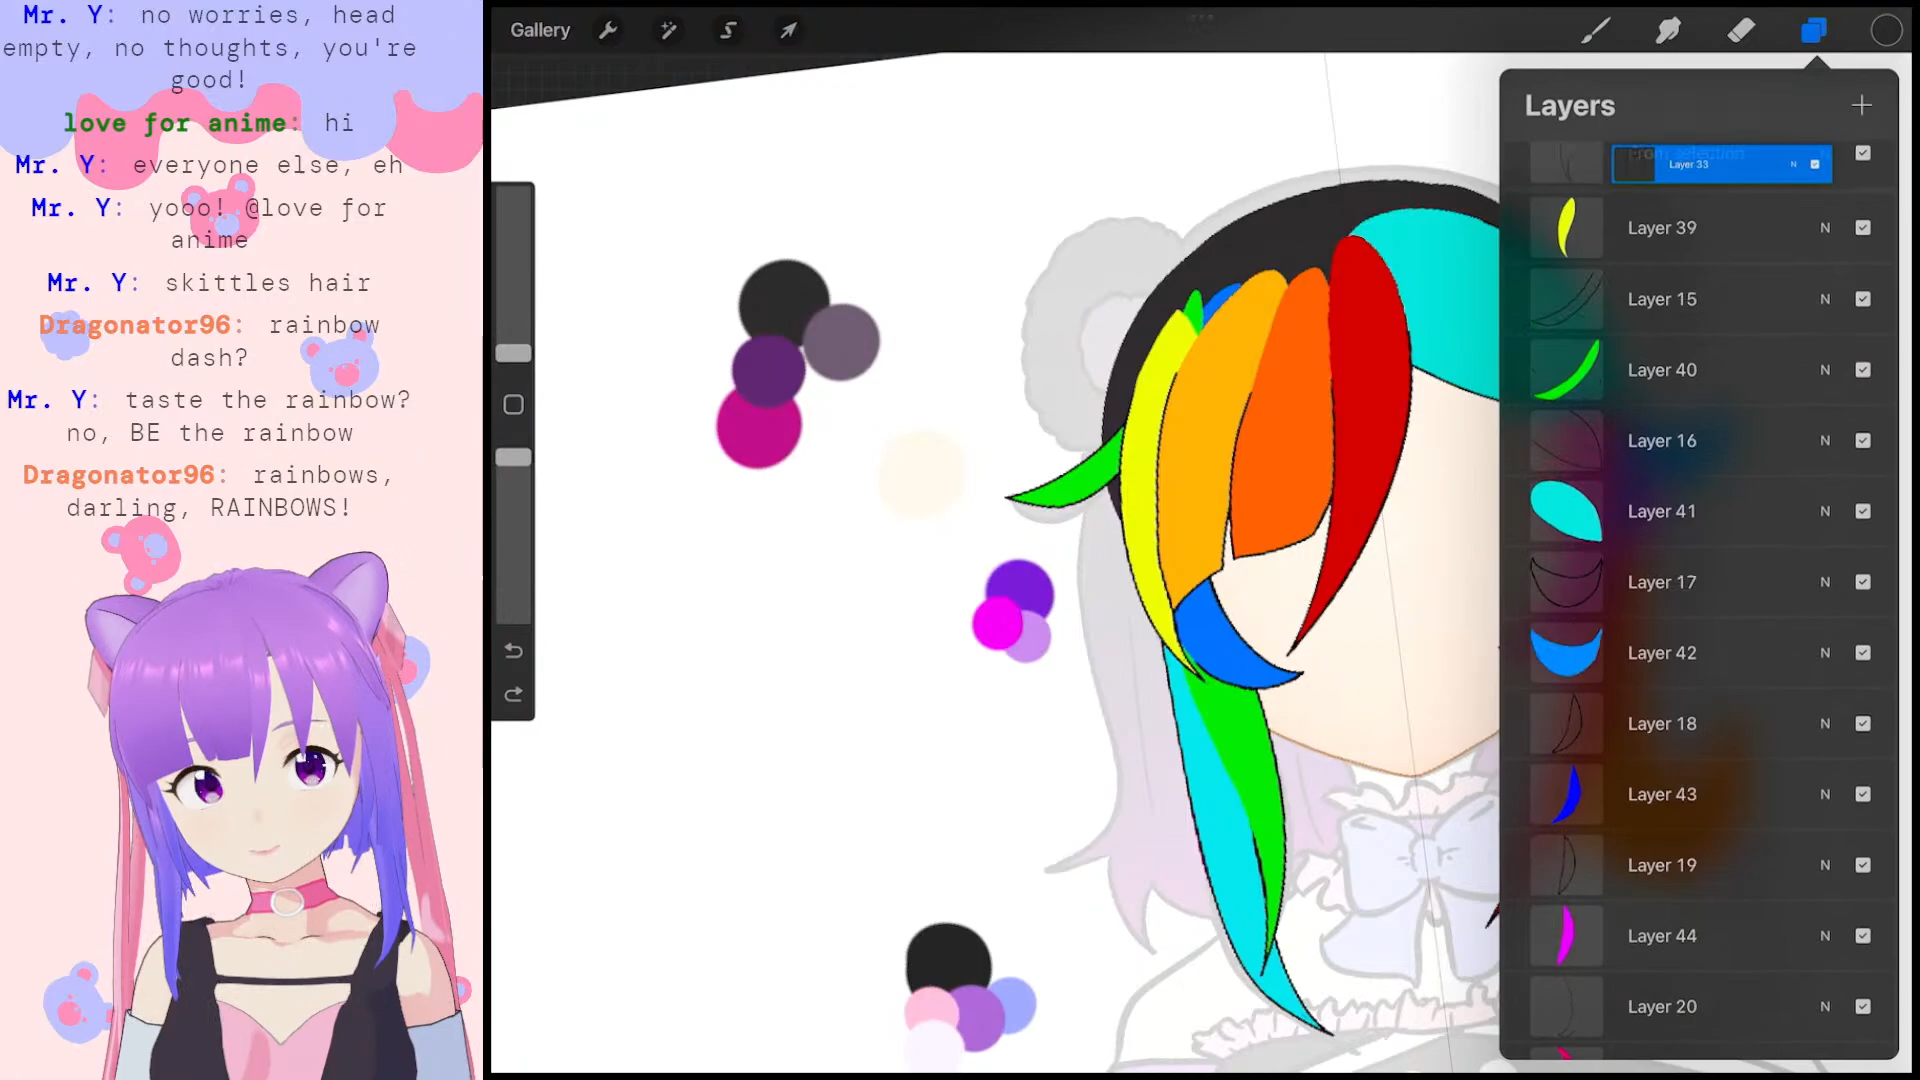 Mr. Y: no worries, head
empty, no thoughts, you're
good!
love for anime: hi
Mr. Y: everyone else, eh
Mr. Y: yooo! @love for
anime
Mr. Y: skittles hair
Dragonator96: rainbow
dash?
Mr. Y: taste the rainbow?
no, BE the rainbow
Dragonator96: rainbows,
darling, RAINBOWS!
Gallery
Layers
From selection
Layer 33 N
Layer 39 N
Layer 15 N
Layer 40 N
Layer 16 N
Layer 41 N
Layer 17 N
Layer 42 N
Layer 18 N
Layer 43 N
Layer 19 N
Layer 44 N
Layer 20 N